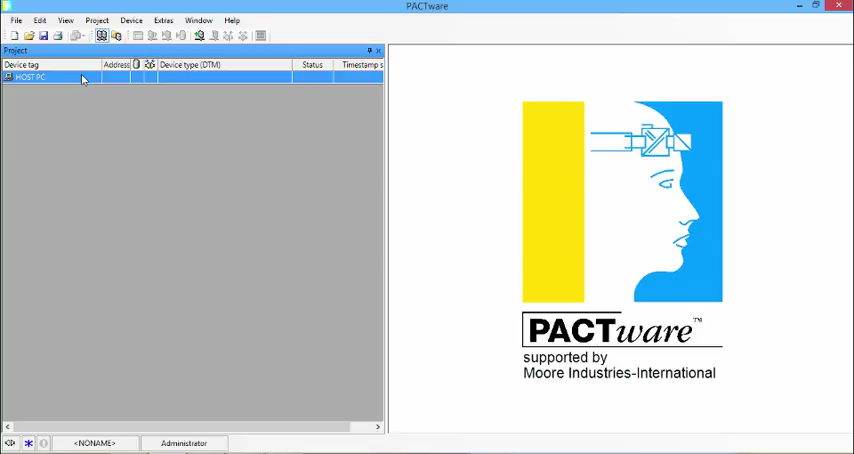 PACTware
File Edit View Project Device Extras Window Help
Project
Device tag Address Device type (DTM) Status Timestamp s
HOST PC
PACTware™
supported by
Moore Industries-International
<NONAME> Administrator